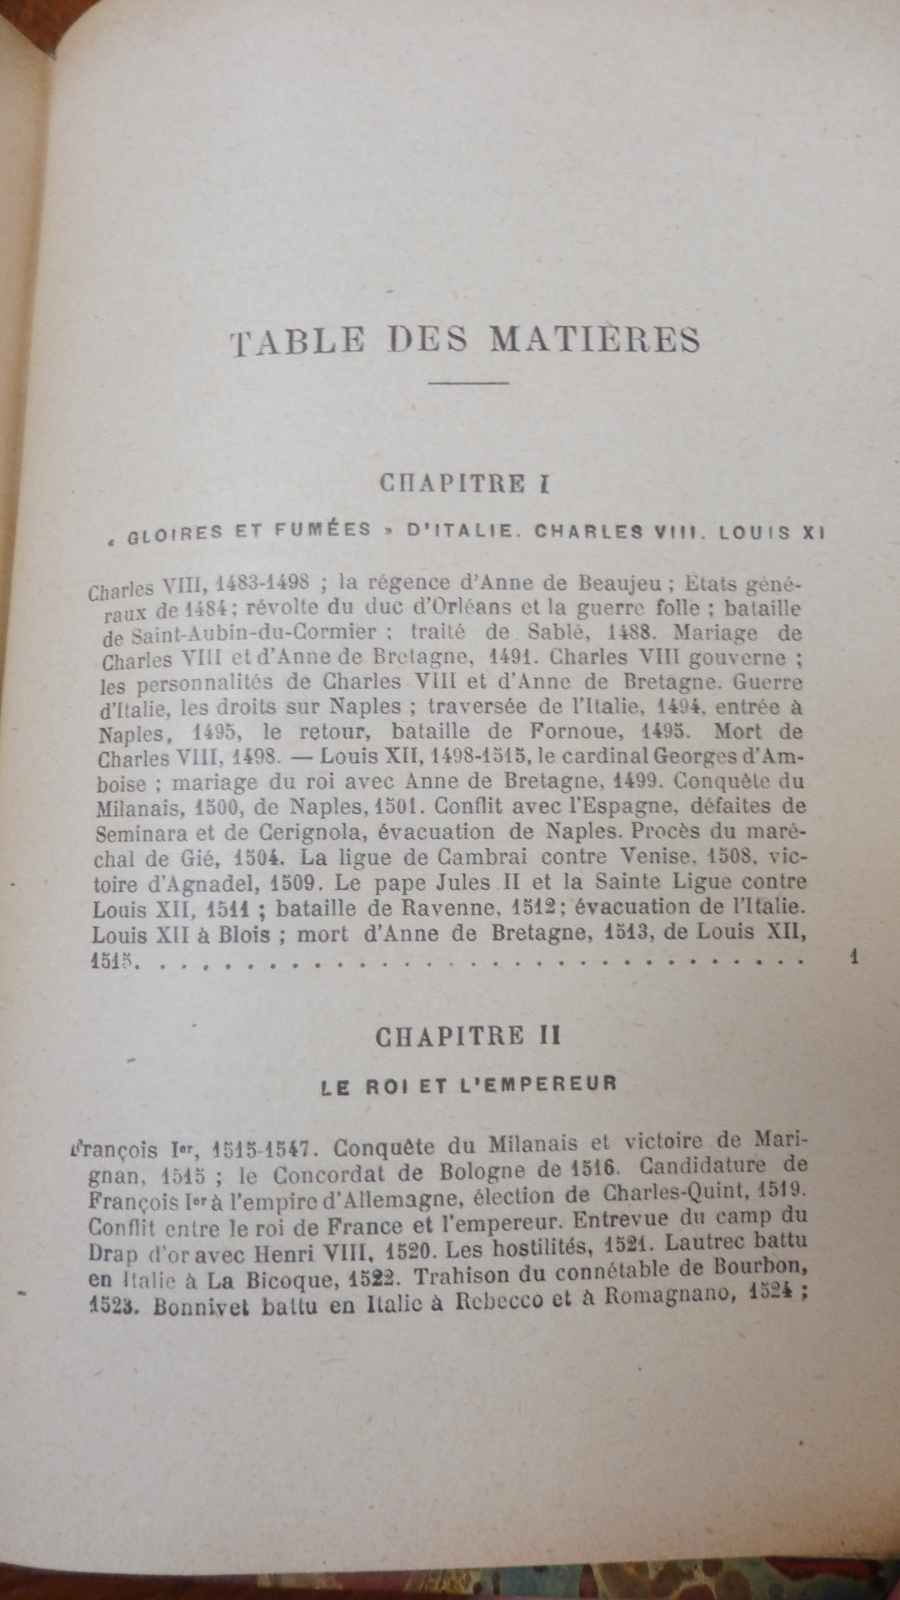 TABLE DES MATIÈRES
CHAPITRE I
« GLOIRES ET FUMÉES » D'ITALIE. CHARLES VIII. LOUIS XI
Charles VIII, 1483-1498 ; la régence d'Anne de Beaujeu ; États géné-
raux de 1484 ; révolte du duc d'Orléans et la guerre folle ; bataille
de Saint-Aubin-du-Cormier ; traité de Sablé, 1488. Mariage de
Charles VIII et d'Anne de Bretagne, 1491. Charles VIII gouverne ;
les personnalités de Charles VIII et d'Anne de Bretagne. Guerre
d'Italie, les droits sur Naples ; traversée de l'Italie, 1494, entrée à
Naples, 1495, le retour, bataille de Fornoue, 1495. Mort de
Charles VIII, 1498. — Louis XII, 1498-1515, le cardinal Georges d'Am-
boise ; mariage du roi avec Anne de Bretagne, 1499. Conquête du
Milanais, 1500, de Naples, 1501. Conflit avec l'Espagne, défaites de
Seminara et de Cerignola, évacuation de Naples. Procès du maré-
chal de Gié, 1504. La ligue de Cambrai contre Venise, 1508, vic-
toire d'Agnadel, 1509. Le pape Jules II et la Sainte Ligue contre
Louis XII, 1511 ; bataille de Ravenne, 1512 ; évacuation de l'Italie.
Louis XII à Blois ; mort d'Anne de Bretagne, 1513, de Louis XII,
1515. . . . . . . . . . . . . . . . . . . . . . . . . . . . . 1
CHAPITRE II
LE ROI ET L'EMPEREUR
François Ier, 1515-1547. Conquête du Milanais et victoire de Mari-
gnan, 1515 ; le Concordat de Bologne de 1516. Candidature de
François Ier à l'empire d'Allemagne, élection de Charles-Quint, 1519.
Conflit entre le roi de France et l'empereur. Entrevue du camp du
Drap d'or avec Henri VIII, 1520. Les hostilités, 1521. Lautrec battu
en Italie à La Bicoque, 1522. Trahison du connétable de Bourbon,
1523. Bonnivet battu en Italie à Rebecco et à Romagnano, 1524 ;